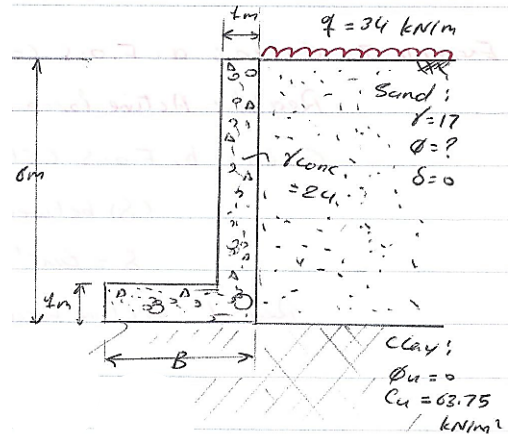 1m
q = 34 kN/m
Sand :
γ = 17
φ = ?
δ = 0
6m
γconc
= 24
1m
B
Clay :
φu = 0
Cu = 63.75
kN/m²